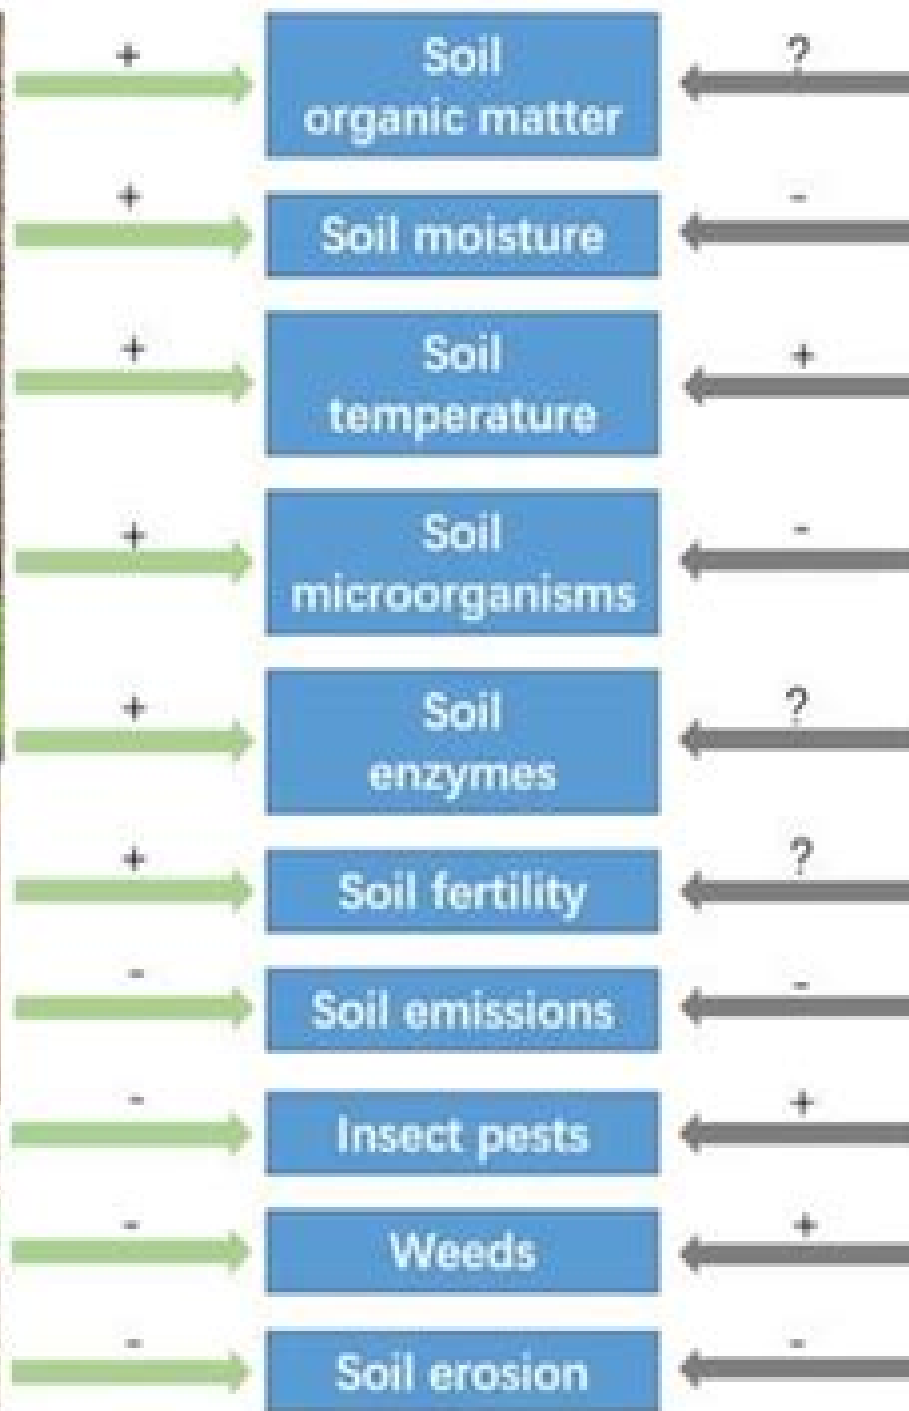 + Soil ?
organic matter
+ Soil moisture -
+ Soil +
temperature
+ Soil -
microorganisms
+ Soil ?
enzymes
+ Soil fertility ?
- Soil emissions -
- Insect pests +
- Weeds +
- Soil erosion -